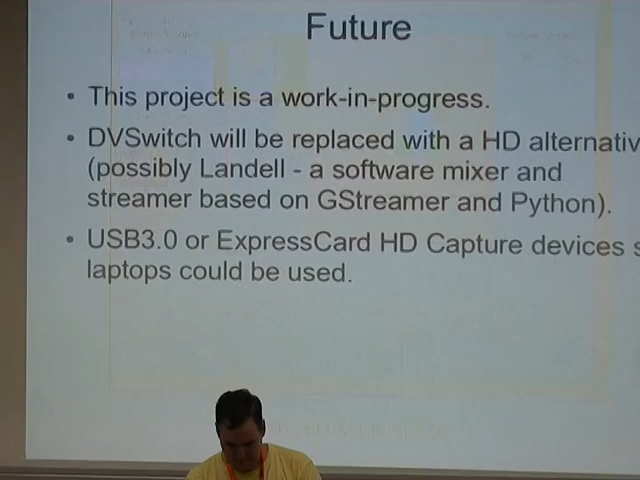 Future
• This project is a work-in-progress.
• DVSwitch will be replaced with a HD alternativ
(possibly Landell - a software mixer and
streamer based on GStreamer and Python).
• USB3.0 or ExpressCard HD Capture devices s
laptops could be used.